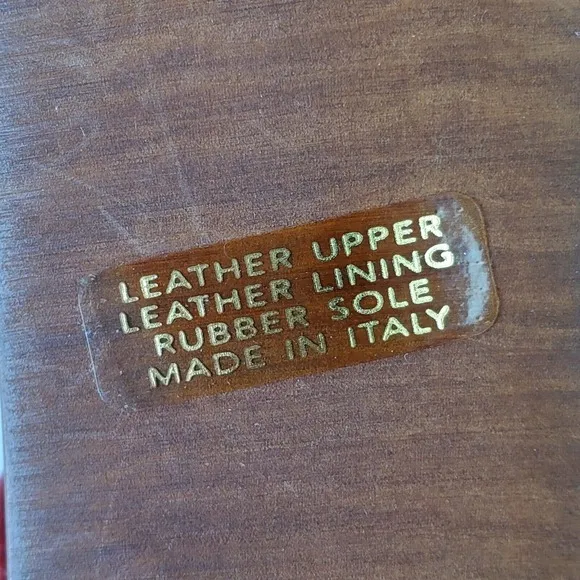 LEATHER UPPER
LEATHER LINING
RUBBER SOLE
MADE IN ITALY